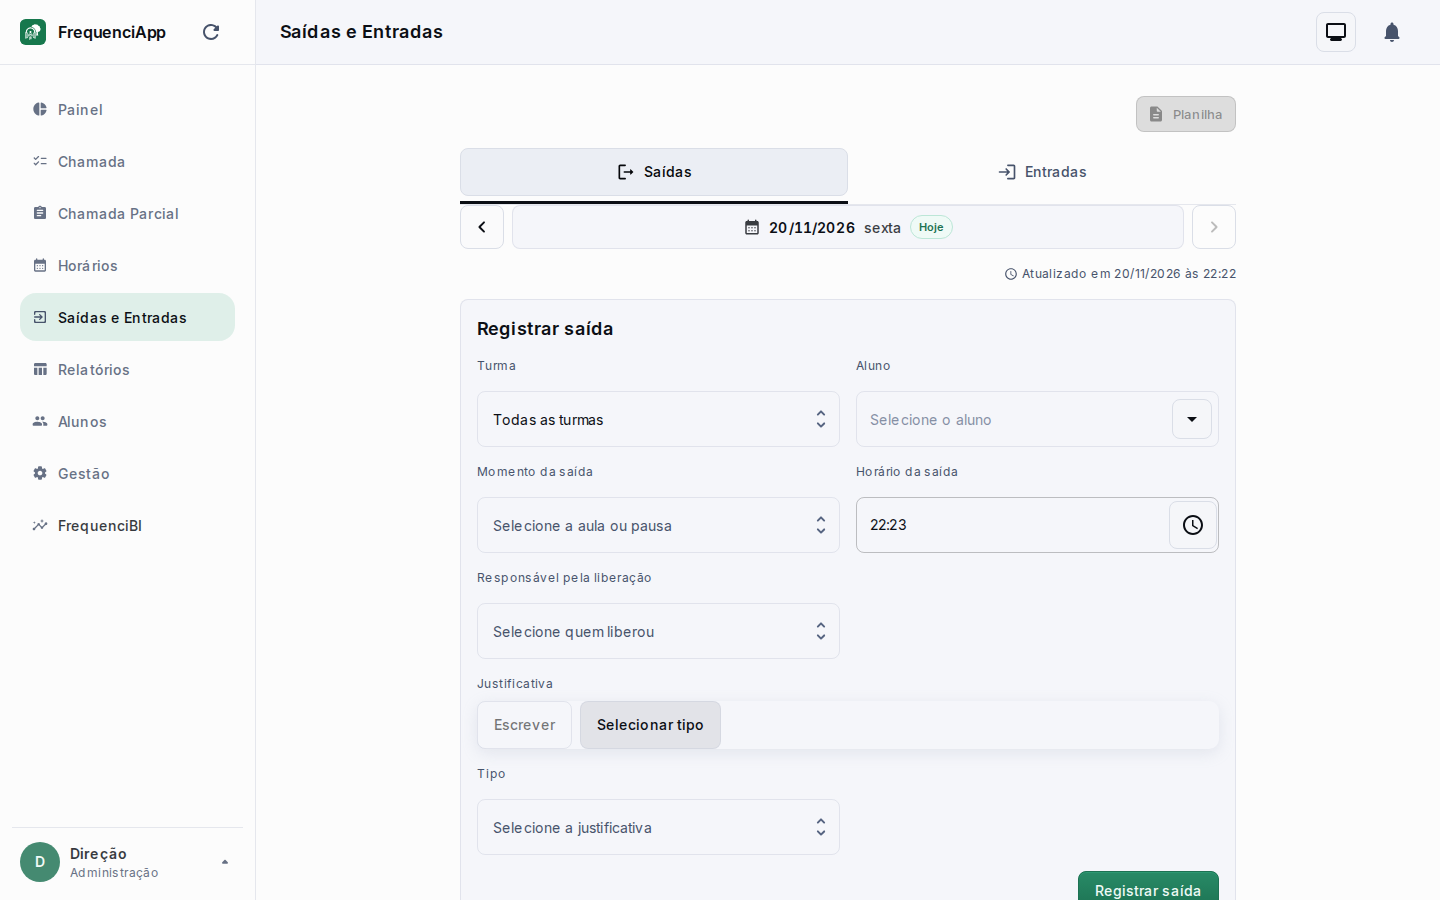 FrequenciApp
Saídas e Entradas
Painel
Chamada
Chamada Parcial
Horários
Saídas e Entradas
Relatórios
Alunos
Gestão
FrequenciBI
D
Direção
Administração
Planilha
Saídas
Entradas
20/11/2026 sexta Hoje
Atualizado em 20/11/2026 às 22:22
Registrar saída
Turma
Aluno
Todas as turmas
Selecione o aluno
Momento da saída
Horário da saída
Selecione a aula ou pausa
22:23
Responsável pela liberação
Selecione quem liberou
Justificativa
Escrever
Selecionar tipo
Tipo
Selecione a justificativa
Registrar saída